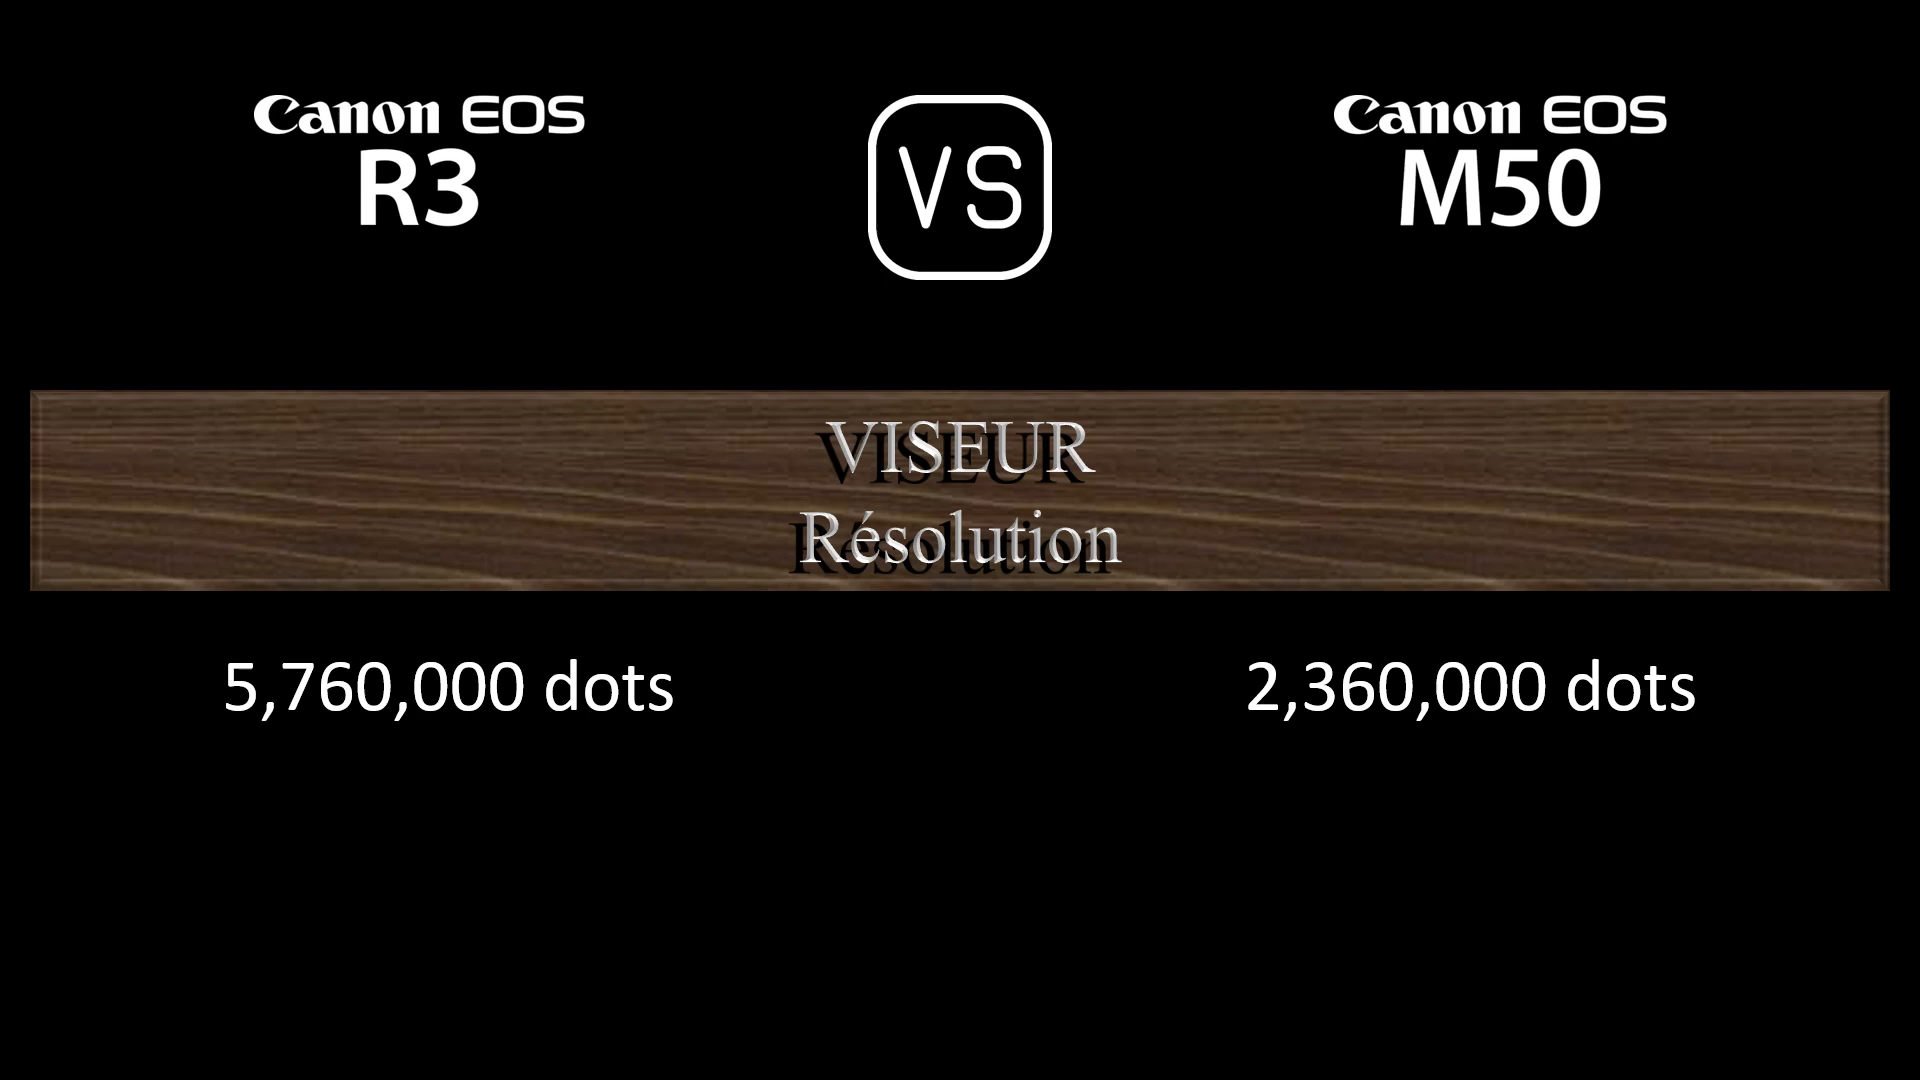 Canon EOS
R3
VS
Canon EOS
M50
VISEUR
Résolution
5,760,000 dots
2,360,000 dots